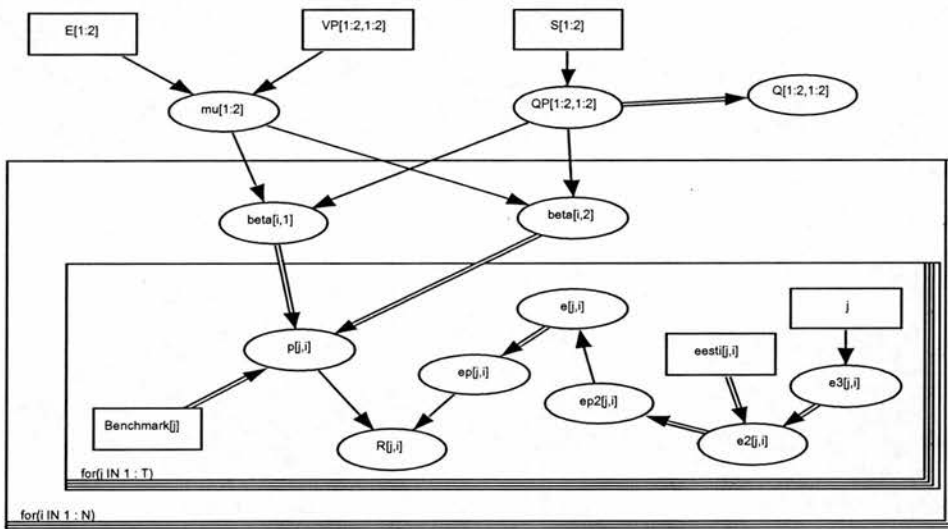 E[1:2]
VP[1:2,1:2]
S[1:2]
mu[1:2]
QP[1:2,1:2]
Q[1:2,1:2]
beta[i,1]
beta[i,2]
e[j,i]
j
p[j,i]
eesti[j,i]
ep[j,i]
e3[j,i]
ep2[j,i]
Benchmark[j]
R[j,i]
e2[j,i]
for(j IN 1 : T)
for(i IN 1 : N)